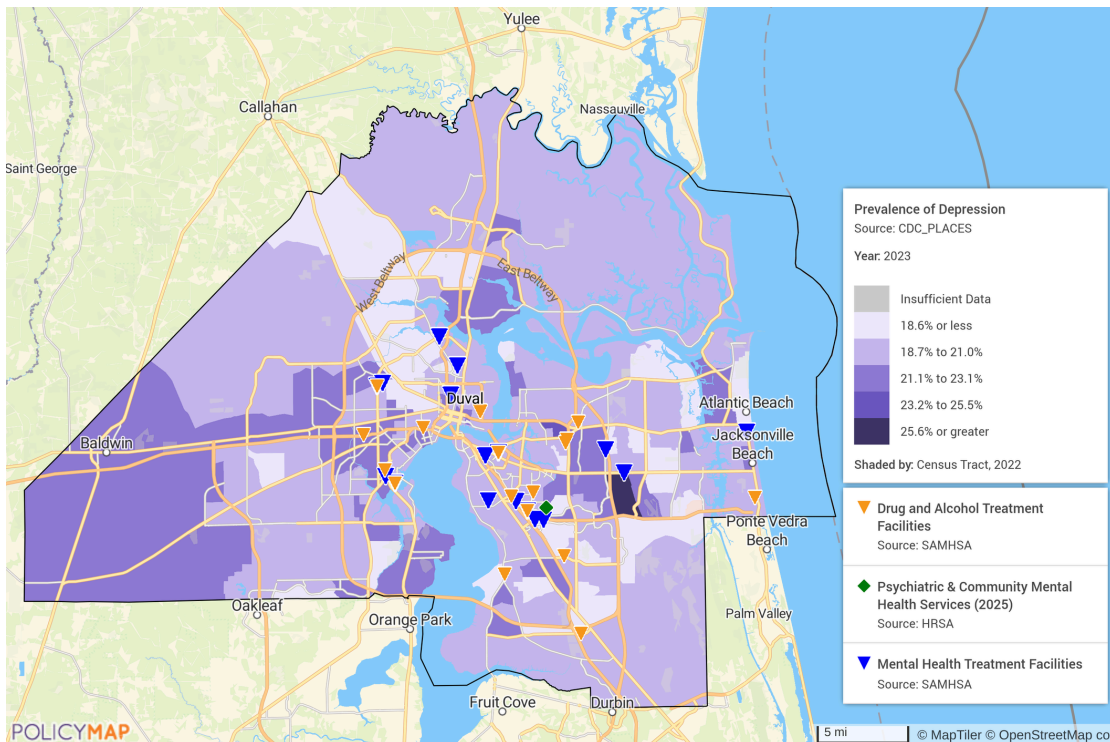 Yulee
Callahan
Nassauville
Saint George
West Beltway
East Beltway
Duval
Atlantic Beach
Baldwin
Jacksonville
Beach
Ponte Vedra
Beach
Oakleaf
Orange Park
Palm Valley
Fruit Cove
Durbin
Prevalence of Depression
Source: CDC_PLACES
Year: 2023
Insufficient Data
18.6% or less
18.7% to 21.0%
21.1% to 23.1%
23.2% to 25.5%
25.6% or greater
Shaded by: Census Tract, 2022
Drug and Alcohol Treatment
Facilities
Source: SAMHSA
Psychiatric & Community Mental
Health Services (2025)
Source: HRSA
Mental Health Treatment Facilities
Source: SAMHSA
POLICYMAP
5 mi
© MapTiler © OpenStreetMap co